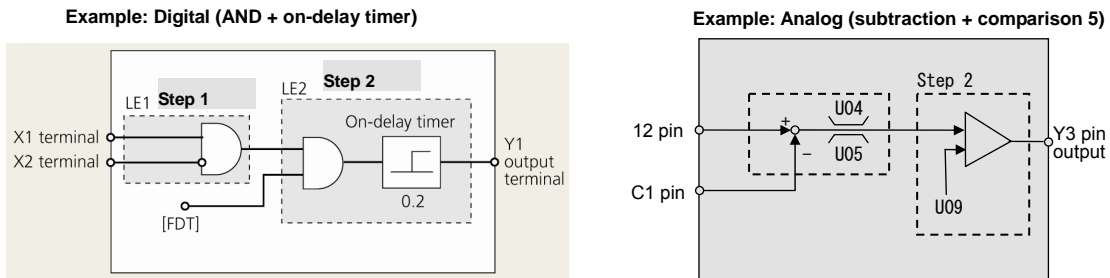 Example: Digital (AND + on-delay timer)
LE1 Step 1
LE2 Step 2
X1 terminal
X2 terminal
On-delay timer
0.2
[FDT]
Y1
output
terminal
Example: Analog (subtraction + comparison 5)
Step 2
12 pin
+
U04
−
U05
C1 pin
U09
Y3 pin
output